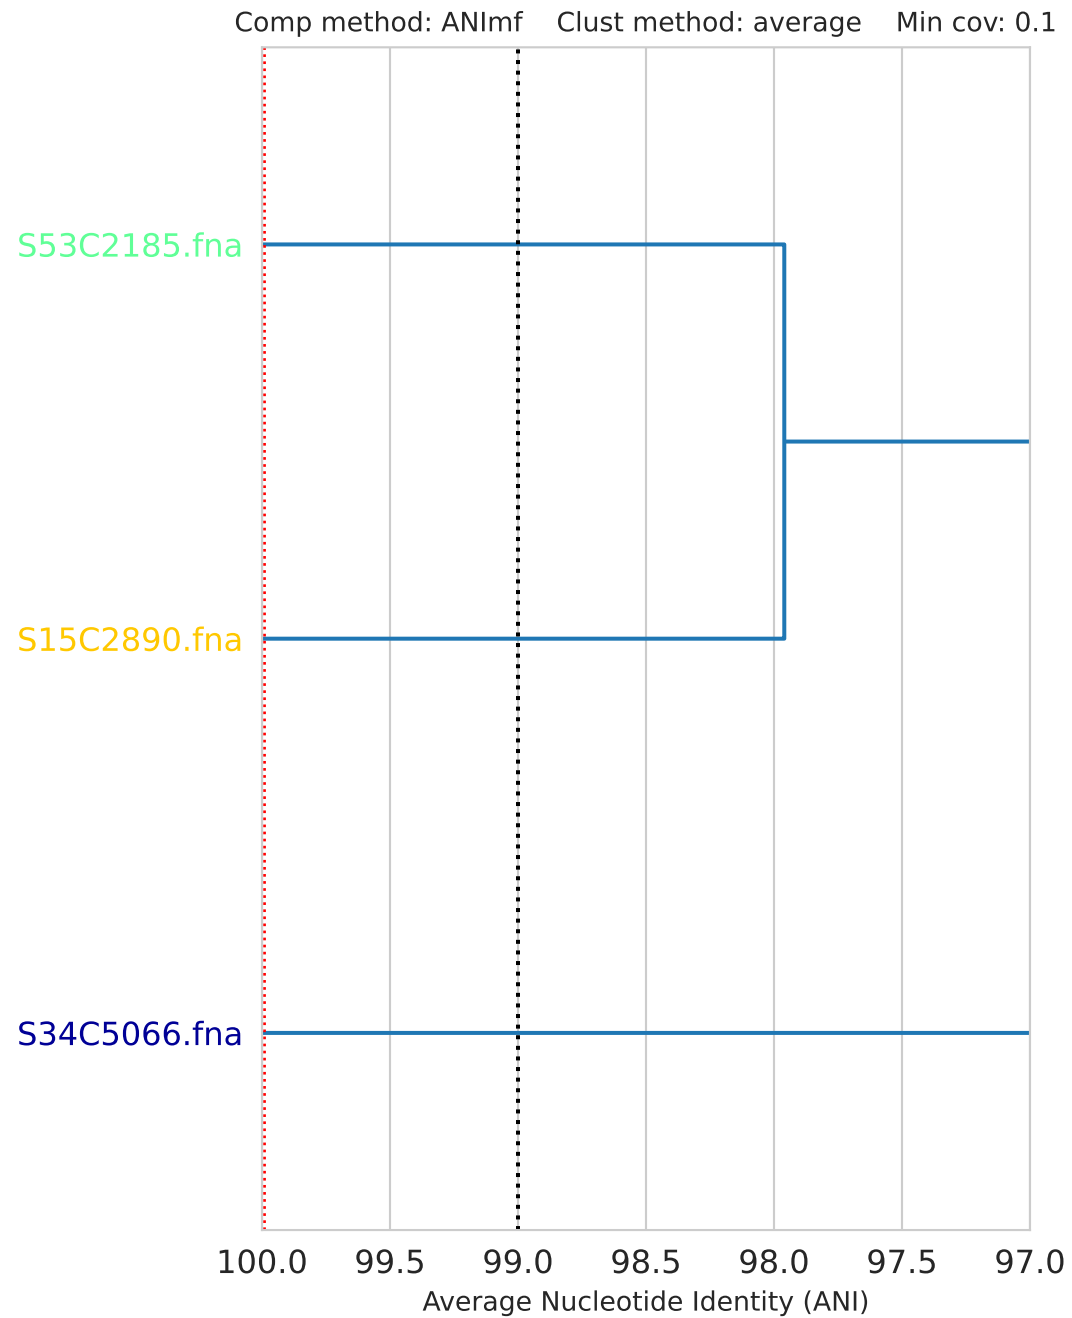 Comp method: ANImf    Clust method: average    Min cov: 0.1
S53C2185.fna
S15C2890.fna
S34C5066.fna
100.0 99.5 99.0 98.5 98.0 97.5 97.0
Average Nucleotide Identity (ANI)